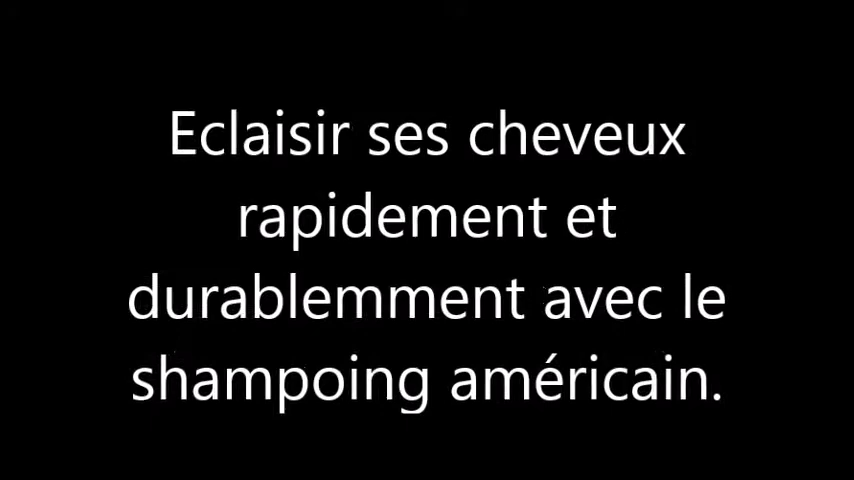 Eclaisir ses cheveux
rapidement et
durablemment avec le
shampoing américain.